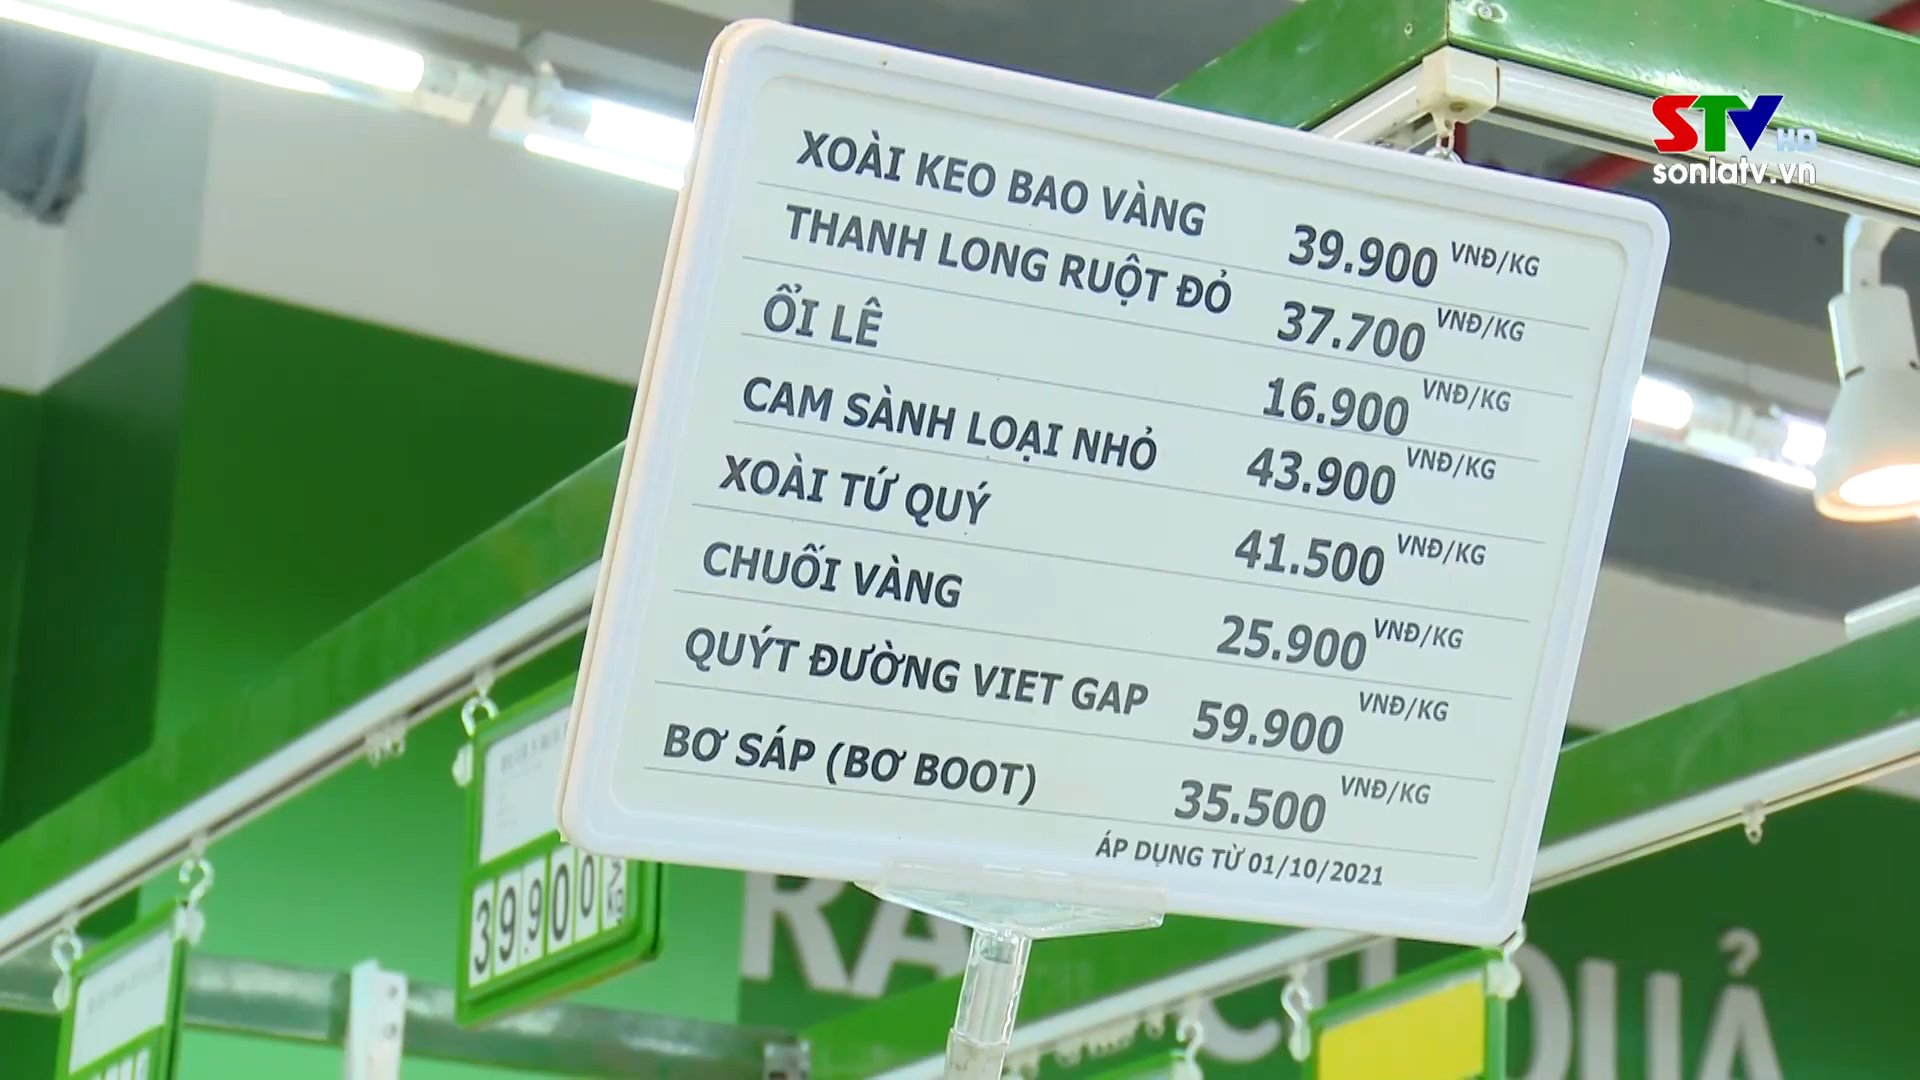 STV HD
sonlatv.vn
XOÀI KEO BAO VÀNG 39.900 VNĐ/KG
THANH LONG RUỘT ĐỎ 37.700 VNĐ/KG
ỔI LÊ 16.900 VNĐ/KG
CAM SÀNH LOẠI NHỎ 43.900 VNĐ/KG
XOÀI TỨ QUÝ 41.500 VNĐ/KG
CHUỐI VÀNG 25.900 VNĐ/KG
QUÝT ĐƯỜNG VIET GAP 59.900 VNĐ/KG
BƠ SÁP (BƠ BOOT) 35.500 VNĐ/KG
ÁP DỤNG TỪ 01/10/2021
39.900
QUẢ